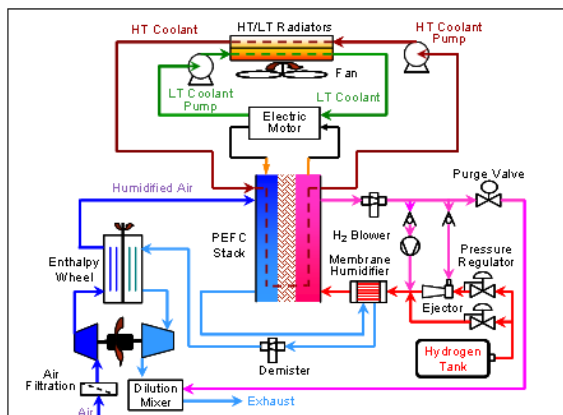 HT Coolant
HT/LT Radiators
HT Coolant
Pump
Fan
LT Coolant
Pump
LT Coolant
Electric
Motor
Humidified Air
Purge Valve
PEFC
Stack
H2 Blower
Membrane
Humidifier
Pressure
Regulator
Enthalpy
Wheel
Ejector
Demister
Hydrogen
Tank
Air
Filtration
Dilution
Mixer
Exhaust
Air